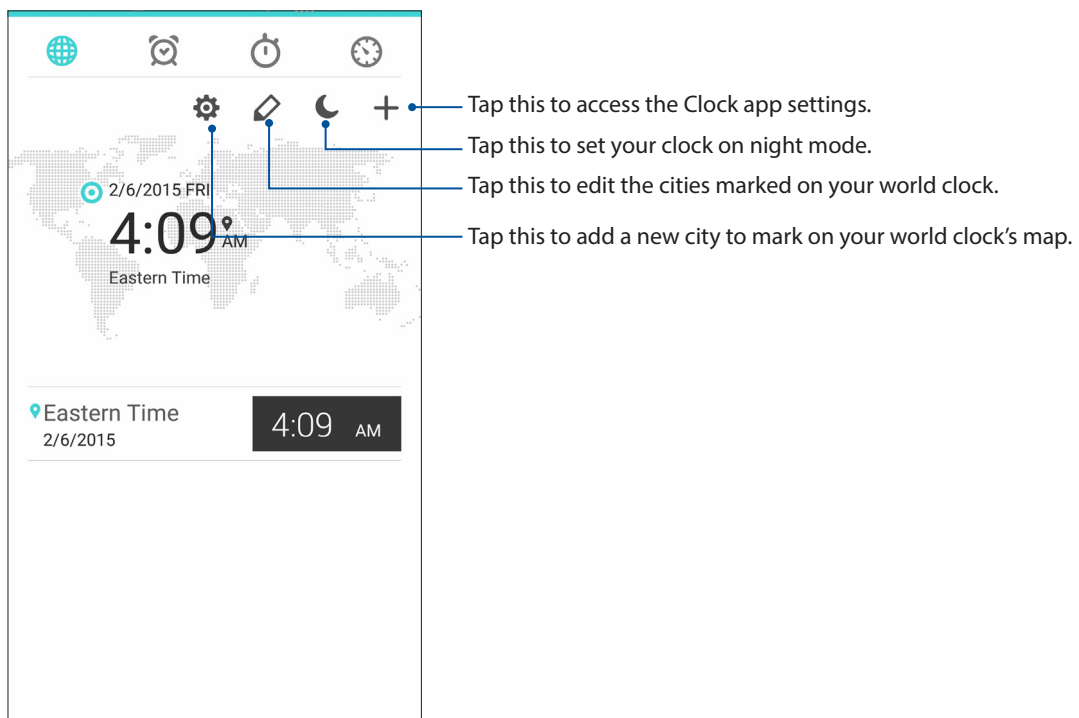 Tap this to access the Clock app settings.
Tap this to set your clock on night mode.
2/6/2015 FRI
Tap this to edit the cities marked on your world clock.
4:09 AM
Tap this to add a new city to mark on your world clock’s map.
Eastern Time
Eastern Time
4:09 AM
2/6/2015